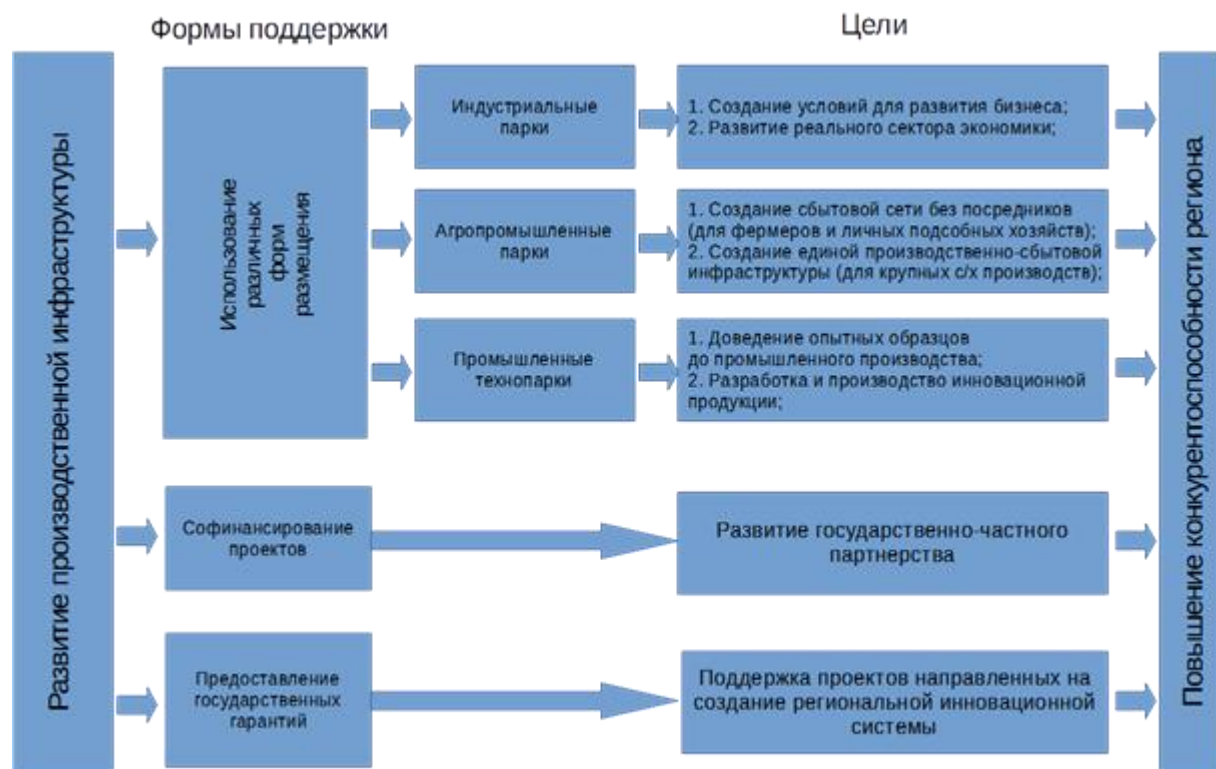 Формы поддержки
Цели
Развитие производственной инфраструктуры
Использование
различных
форм
размещения
Индустриальные
парки
1. Создание условий для развития бизнеса;
2. Развитие реального сектора экономики;
Агропромышленные
парки
1. Создание сбытовой сети без посредников
(для фермеров и личных подсобных хозяйств);
2. Создание единой производственно-сбытовой
инфраструктуры (для крупных с/х производств);
Промышленные
технопарки
1. Доведение опытных образцов
до промышленного производства;
2. Разработка и производство инновационной
продукции;
Софинансирование
проектов
Развитие государственно-частного
партнерства
Предоставление
государственных
гарантий
Поддержка проектов направленных на
создание региональной инновационной
системы
Повышение конкурентоспособности региона